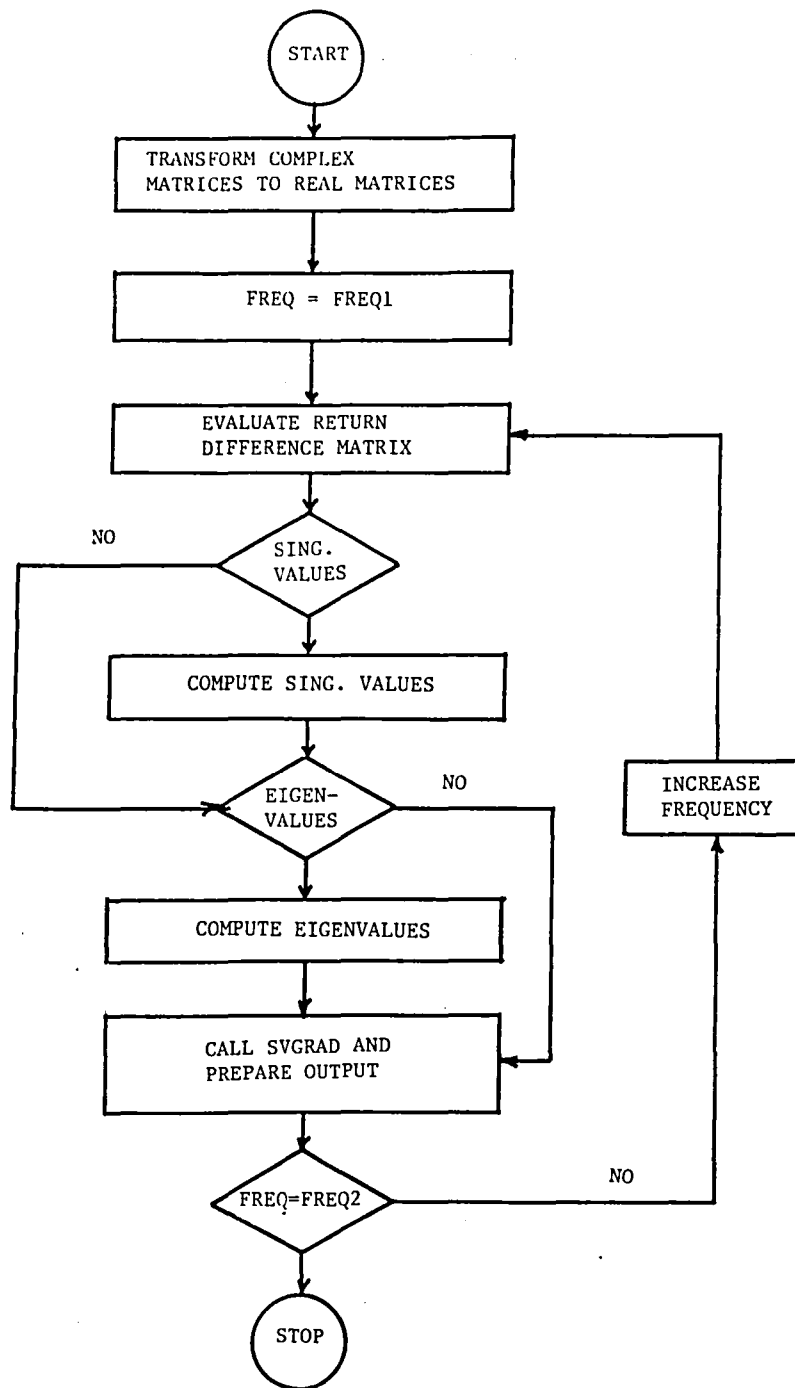 START
TRANSFORM COMPLEX
MATRICES TO REAL MATRICES
FREQ = FREQ1
EVALUATE RETURN
DIFFERENCE MATRIX
NO
SING.
VALUES
COMPUTE SING. VALUES
EIGEN-
VALUES
NO
INCREASE
FREQUENCY
COMPUTE EIGENVALUES
CALL SVGRAD AND
PREPARE OUTPUT
FREQ=FREQ2
NO
STOP